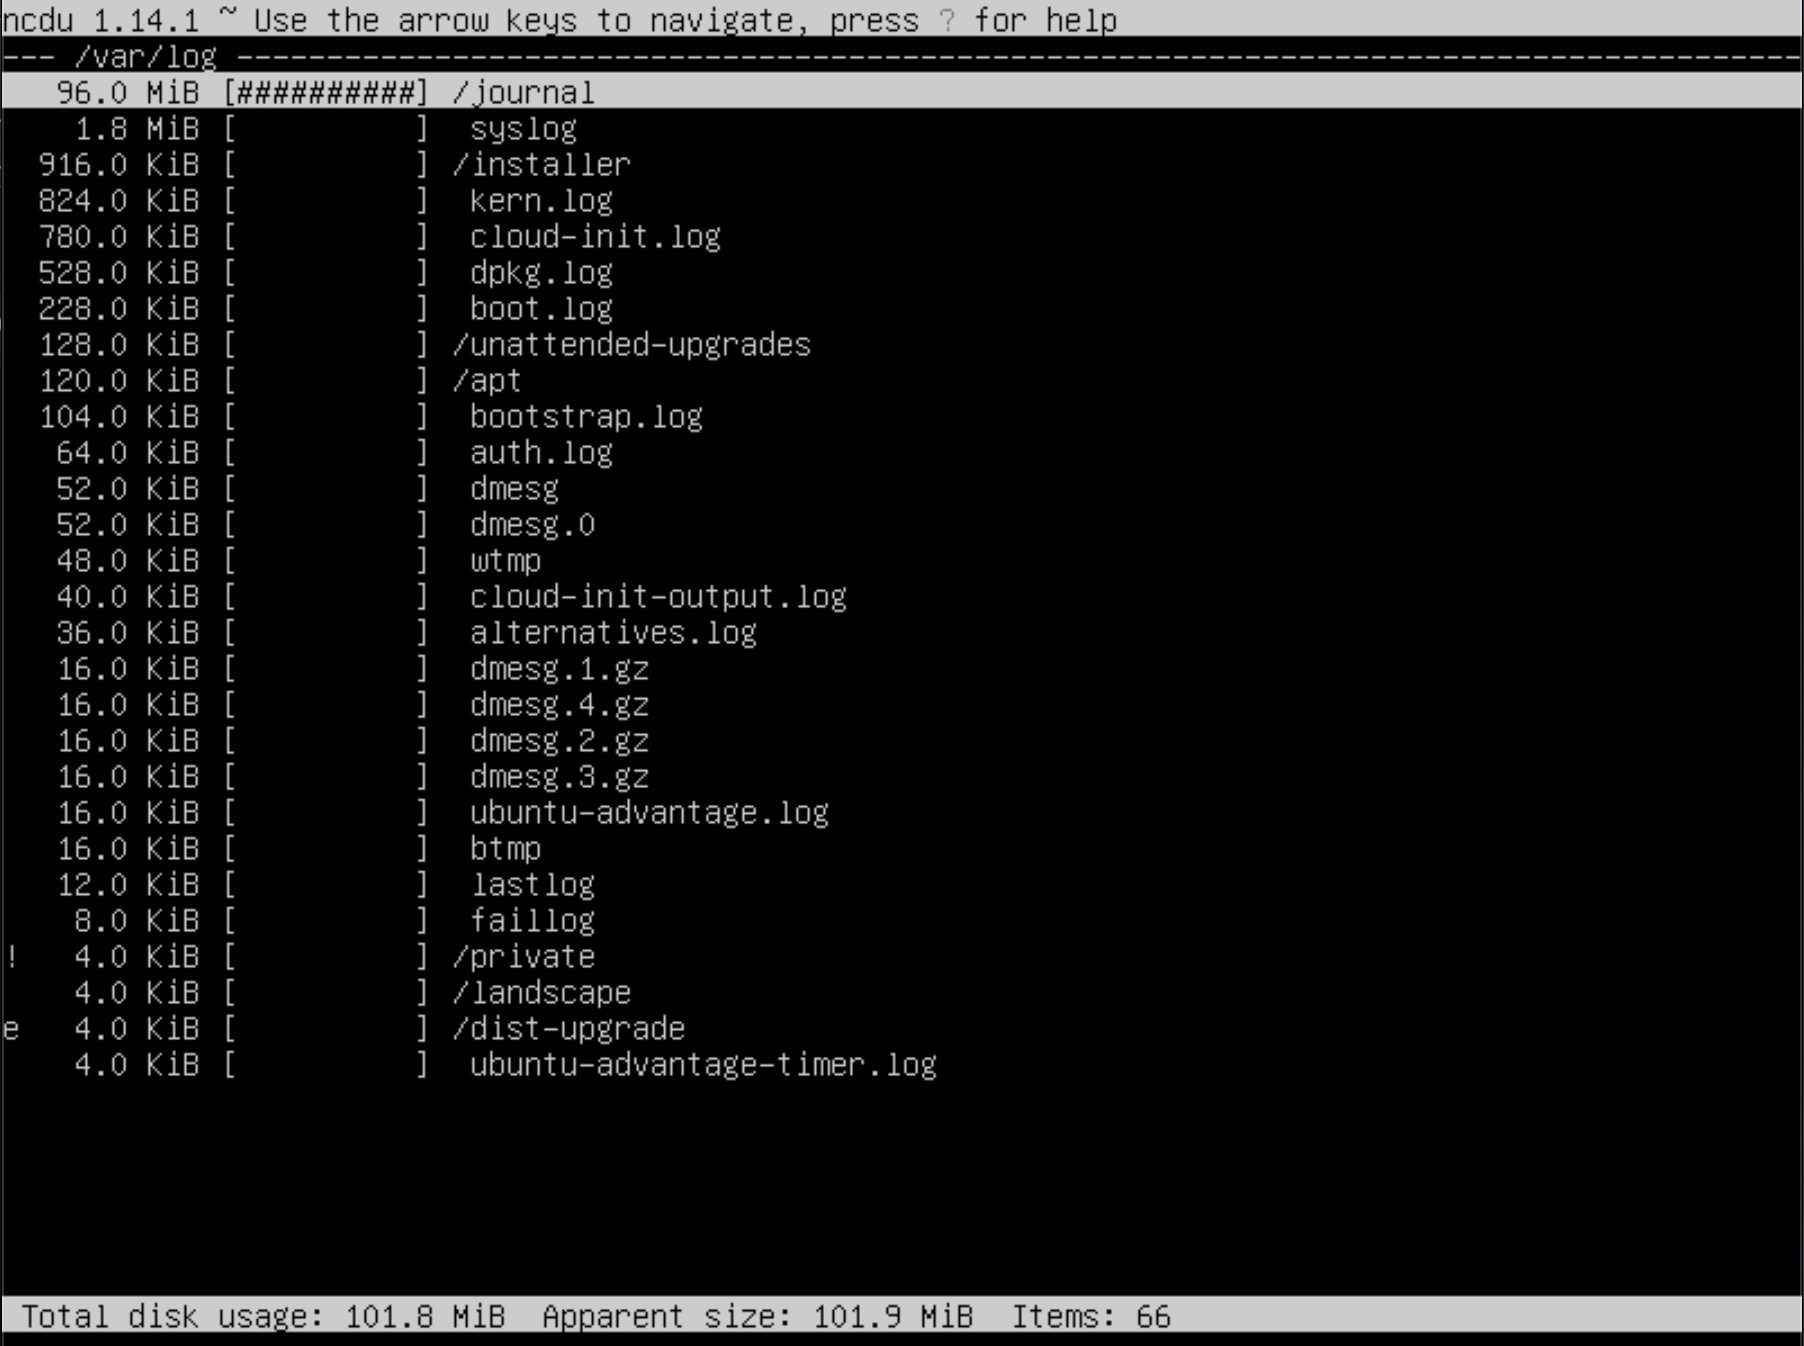 ncdu 1.14.1 ~ Use the arrow keys to navigate, press ? for help
--- /var/log ---------------------------------------------------------------------------------------
   96.0 MiB [##########] /journal
    1.8 MiB [          ]  syslog
  916.0 KiB [          ] /installer
  824.0 KiB [          ]  kern.log
  780.0 KiB [          ]  cloud-init.log
  528.0 KiB [          ]  dpkg.log
  228.0 KiB [          ]  boot.log
  128.0 KiB [          ] /unattended-upgrades
  120.0 KiB [          ] /apt
  104.0 KiB [          ]  bootstrap.log
   64.0 KiB [          ]  auth.log
   52.0 KiB [          ]  dmesg
   52.0 KiB [          ]  dmesg.0
   48.0 KiB [          ]  wtmp
   40.0 KiB [          ]  cloud-init-output.log
   36.0 KiB [          ]  alternatives.log
   16.0 KiB [          ]  dmesg.1.gz
   16.0 KiB [          ]  dmesg.4.gz
   16.0 KiB [          ]  dmesg.2.gz
   16.0 KiB [          ]  dmesg.3.gz
   16.0 KiB [          ]  ubuntu-advantage.log
   16.0 KiB [          ]  btmp
   12.0 KiB [          ]  lastlog
    8.0 KiB [          ]  faillog
!   4.0 KiB [          ] /private
    4.0 KiB [          ] /landscape
e   4.0 KiB [          ] /dist-upgrade
    4.0 KiB [          ]  ubuntu-advantage-timer.log
 Total disk usage: 101.8 MiB  Apparent size: 101.9 MiB  Items: 66